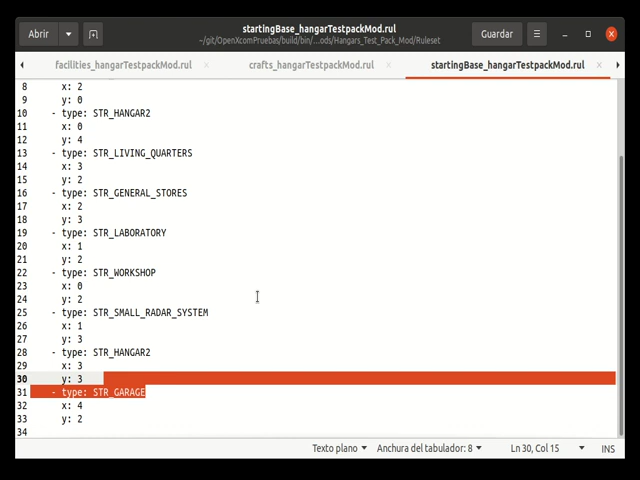 Abrir
startingBase_hangarTestpackMod.rul
~/git/OpenXcomPruebas/build/bin/...ods/Hangars_Test_Pack_Mod/Ruleset
Guardar
facilities_hangarTestpackMod.rul
crafts_hangarTestpackMod.rul
startingBase_hangarTestpackMod.rul
8 x: 2
9 y: 0
10 - type: STR_HANGAR2
11 x: 0
12 y: 4
13 - type: STR_LIVING_QUARTERS
14 x: 3
15 y: 2
16 - type: STR_GENERAL_STORES
17 x: 2
18 y: 3
19 - type: STR_LABORATORY
20 x: 1
21 y: 2
22 - type: STR_WORKSHOP
23 x: 0
24 y: 2
25 - type: STR_SMALL_RADAR_SYSTEM
26 x: 1
27 y: 3
28 - type: STR_HANGAR2
29 x: 3
30 y: 3
31 - type: STR_GARAGE
32 x: 4
33 y: 2
34
Texto plano
Anchura del tabulador: 8
Ln 30, Col 15
INS